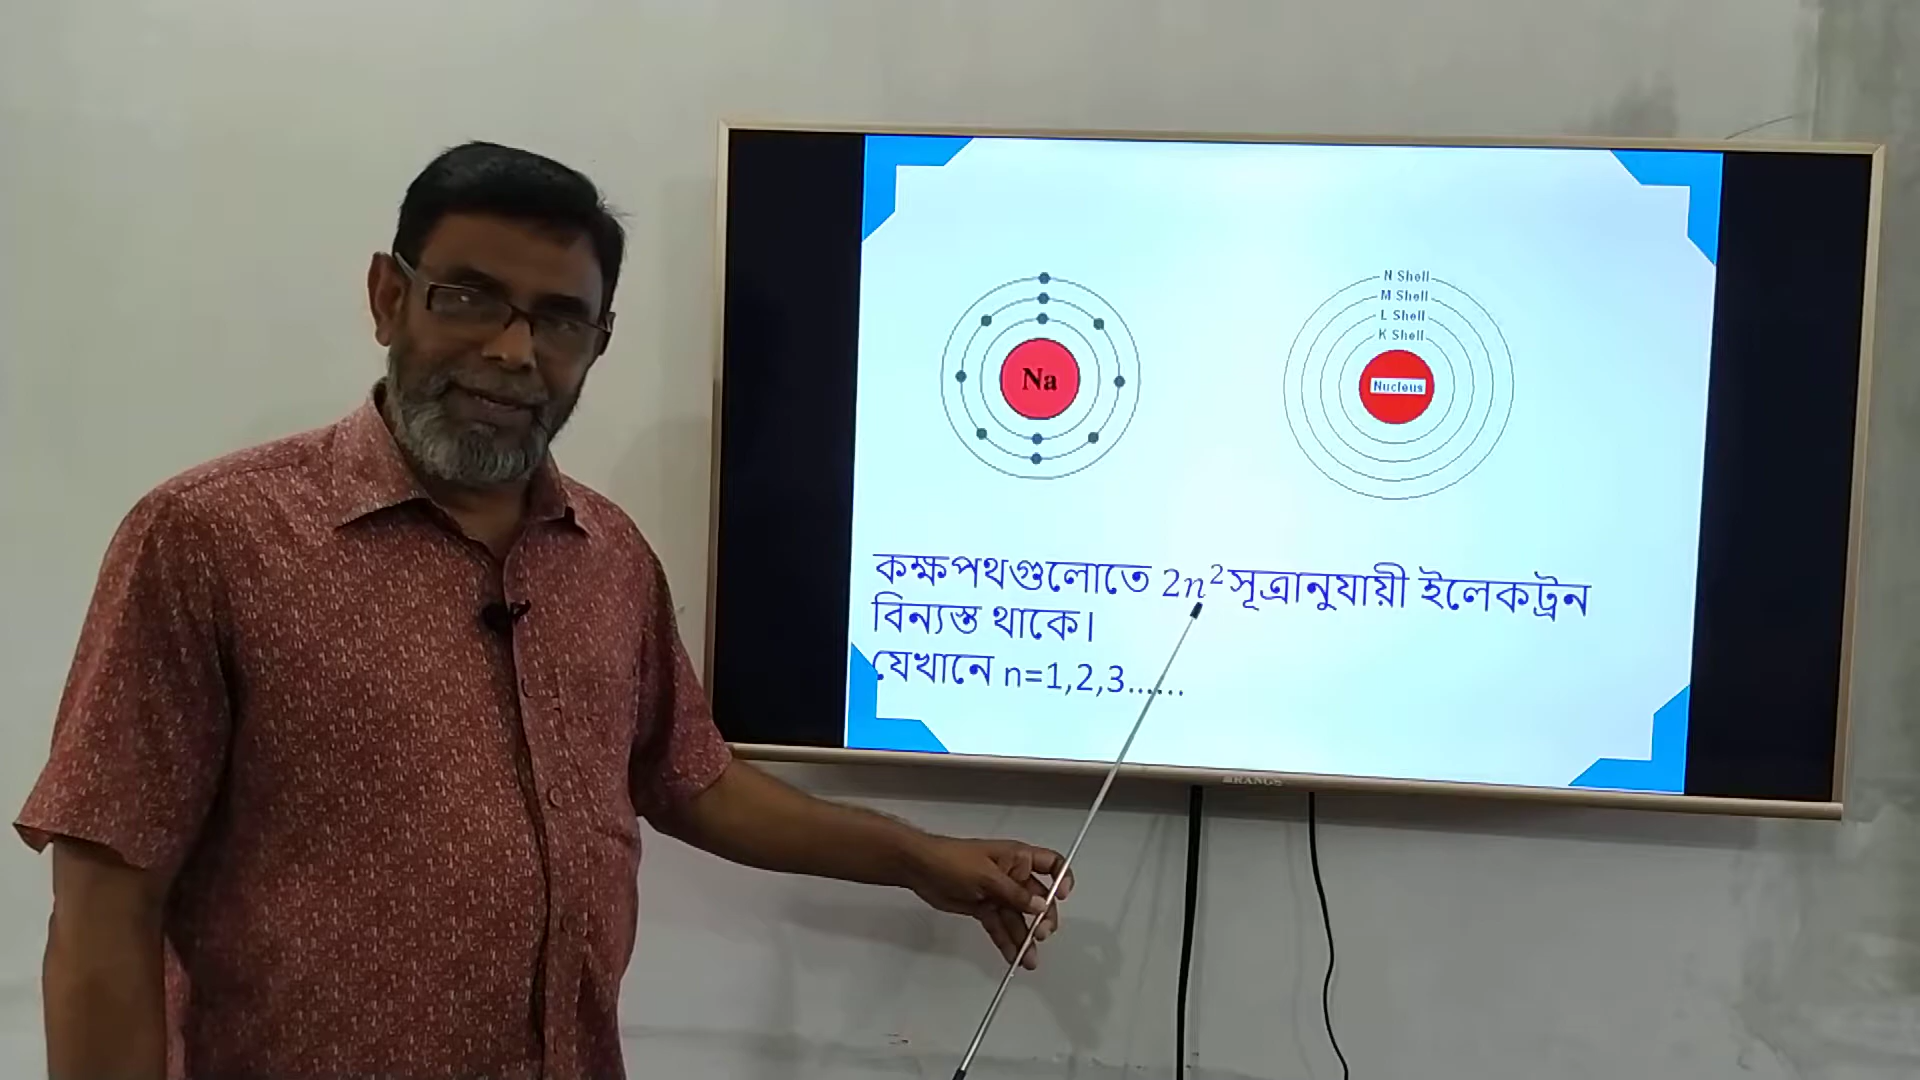 N Shell
M Shell
L Shell
K Shell
Na
Nucleus
কক্ষপথগুলোতে 2n² সূত্রানুযায়ী ইলেকট্রন
বিন্যস্ত থাকে।
যেখানে n=1,2,3......